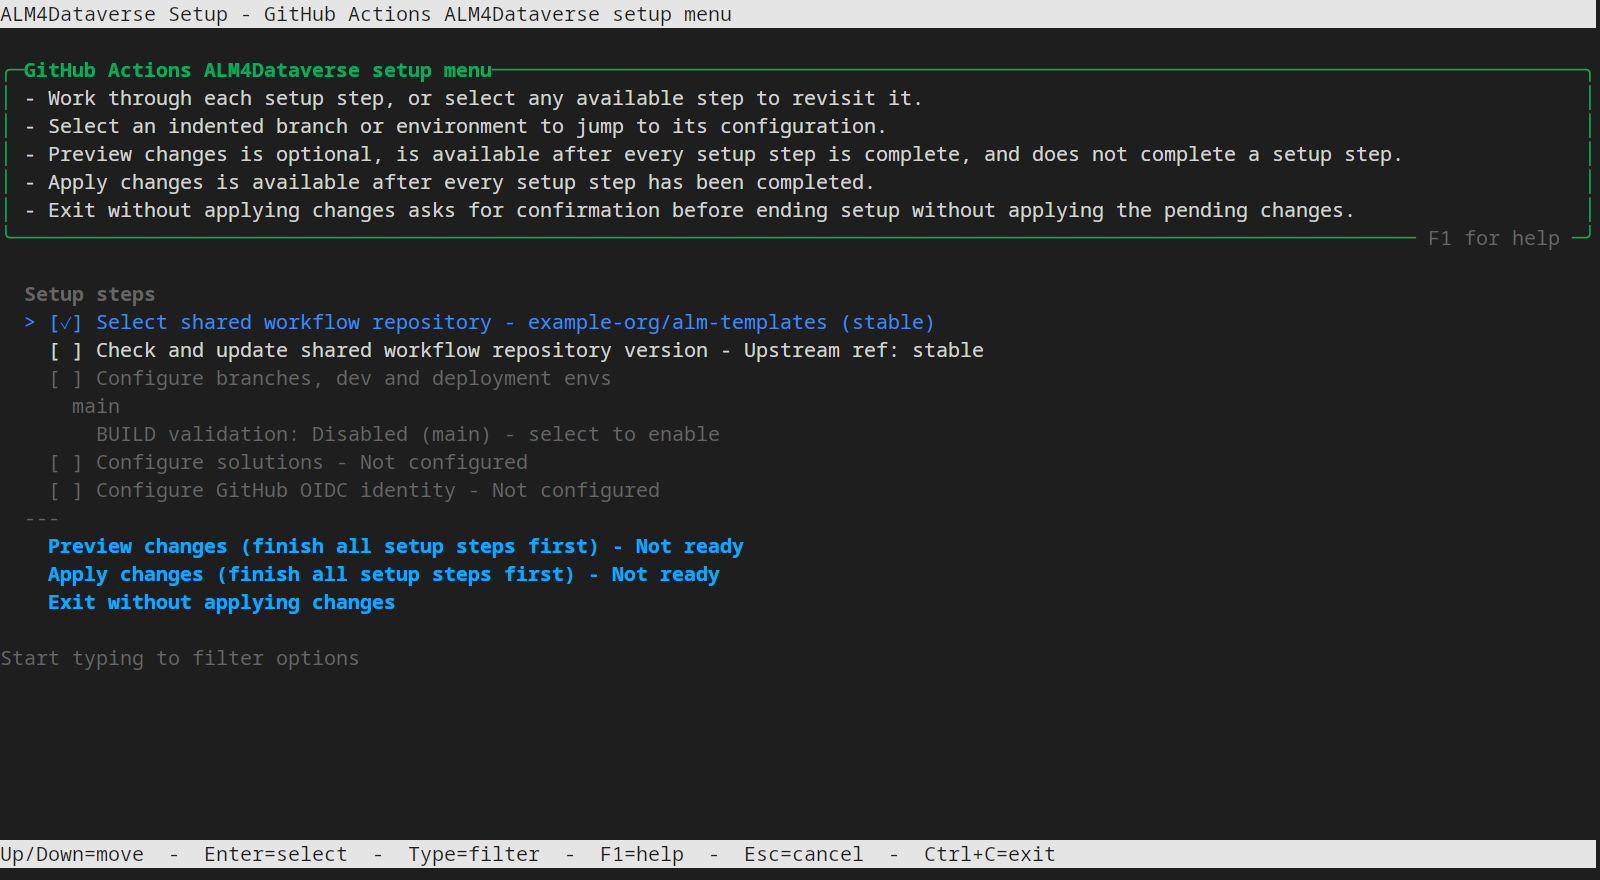 ALM4Dataverse Setup - GitHub Actions ALM4Dataverse setup menu
GitHub Actions ALM4Dataverse setup menu
- Work through each setup step, or select any available step to revisit it.
- Select an indented branch or environment to jump to its configuration.
- Preview changes is optional, is available after every setup step is complete, and does not complete a setup step.
- Apply changes is available after every setup step has been completed.
- Exit without applying changes asks for confirmation before ending setup without applying the pending changes.
F1 for help
Setup steps
> [✓] Select shared workflow repository - example-org/alm-templates (stable)
[ ] Check and update shared workflow repository version - Upstream ref: stable
[ ] Configure branches, dev and deployment envs
main
BUILD validation: Disabled (main) - select to enable
[ ] Configure solutions - Not configured
[ ] Configure GitHub OIDC identity - Not configured
---
Preview changes (finish all setup steps first) - Not ready
Apply changes (finish all setup steps first) - Not ready
Exit without applying changes
Start typing to filter options
Up/Down=move  -  Enter=select  -  Type=filter  -  F1=help  -  Esc=cancel  -  Ctrl+C=exit